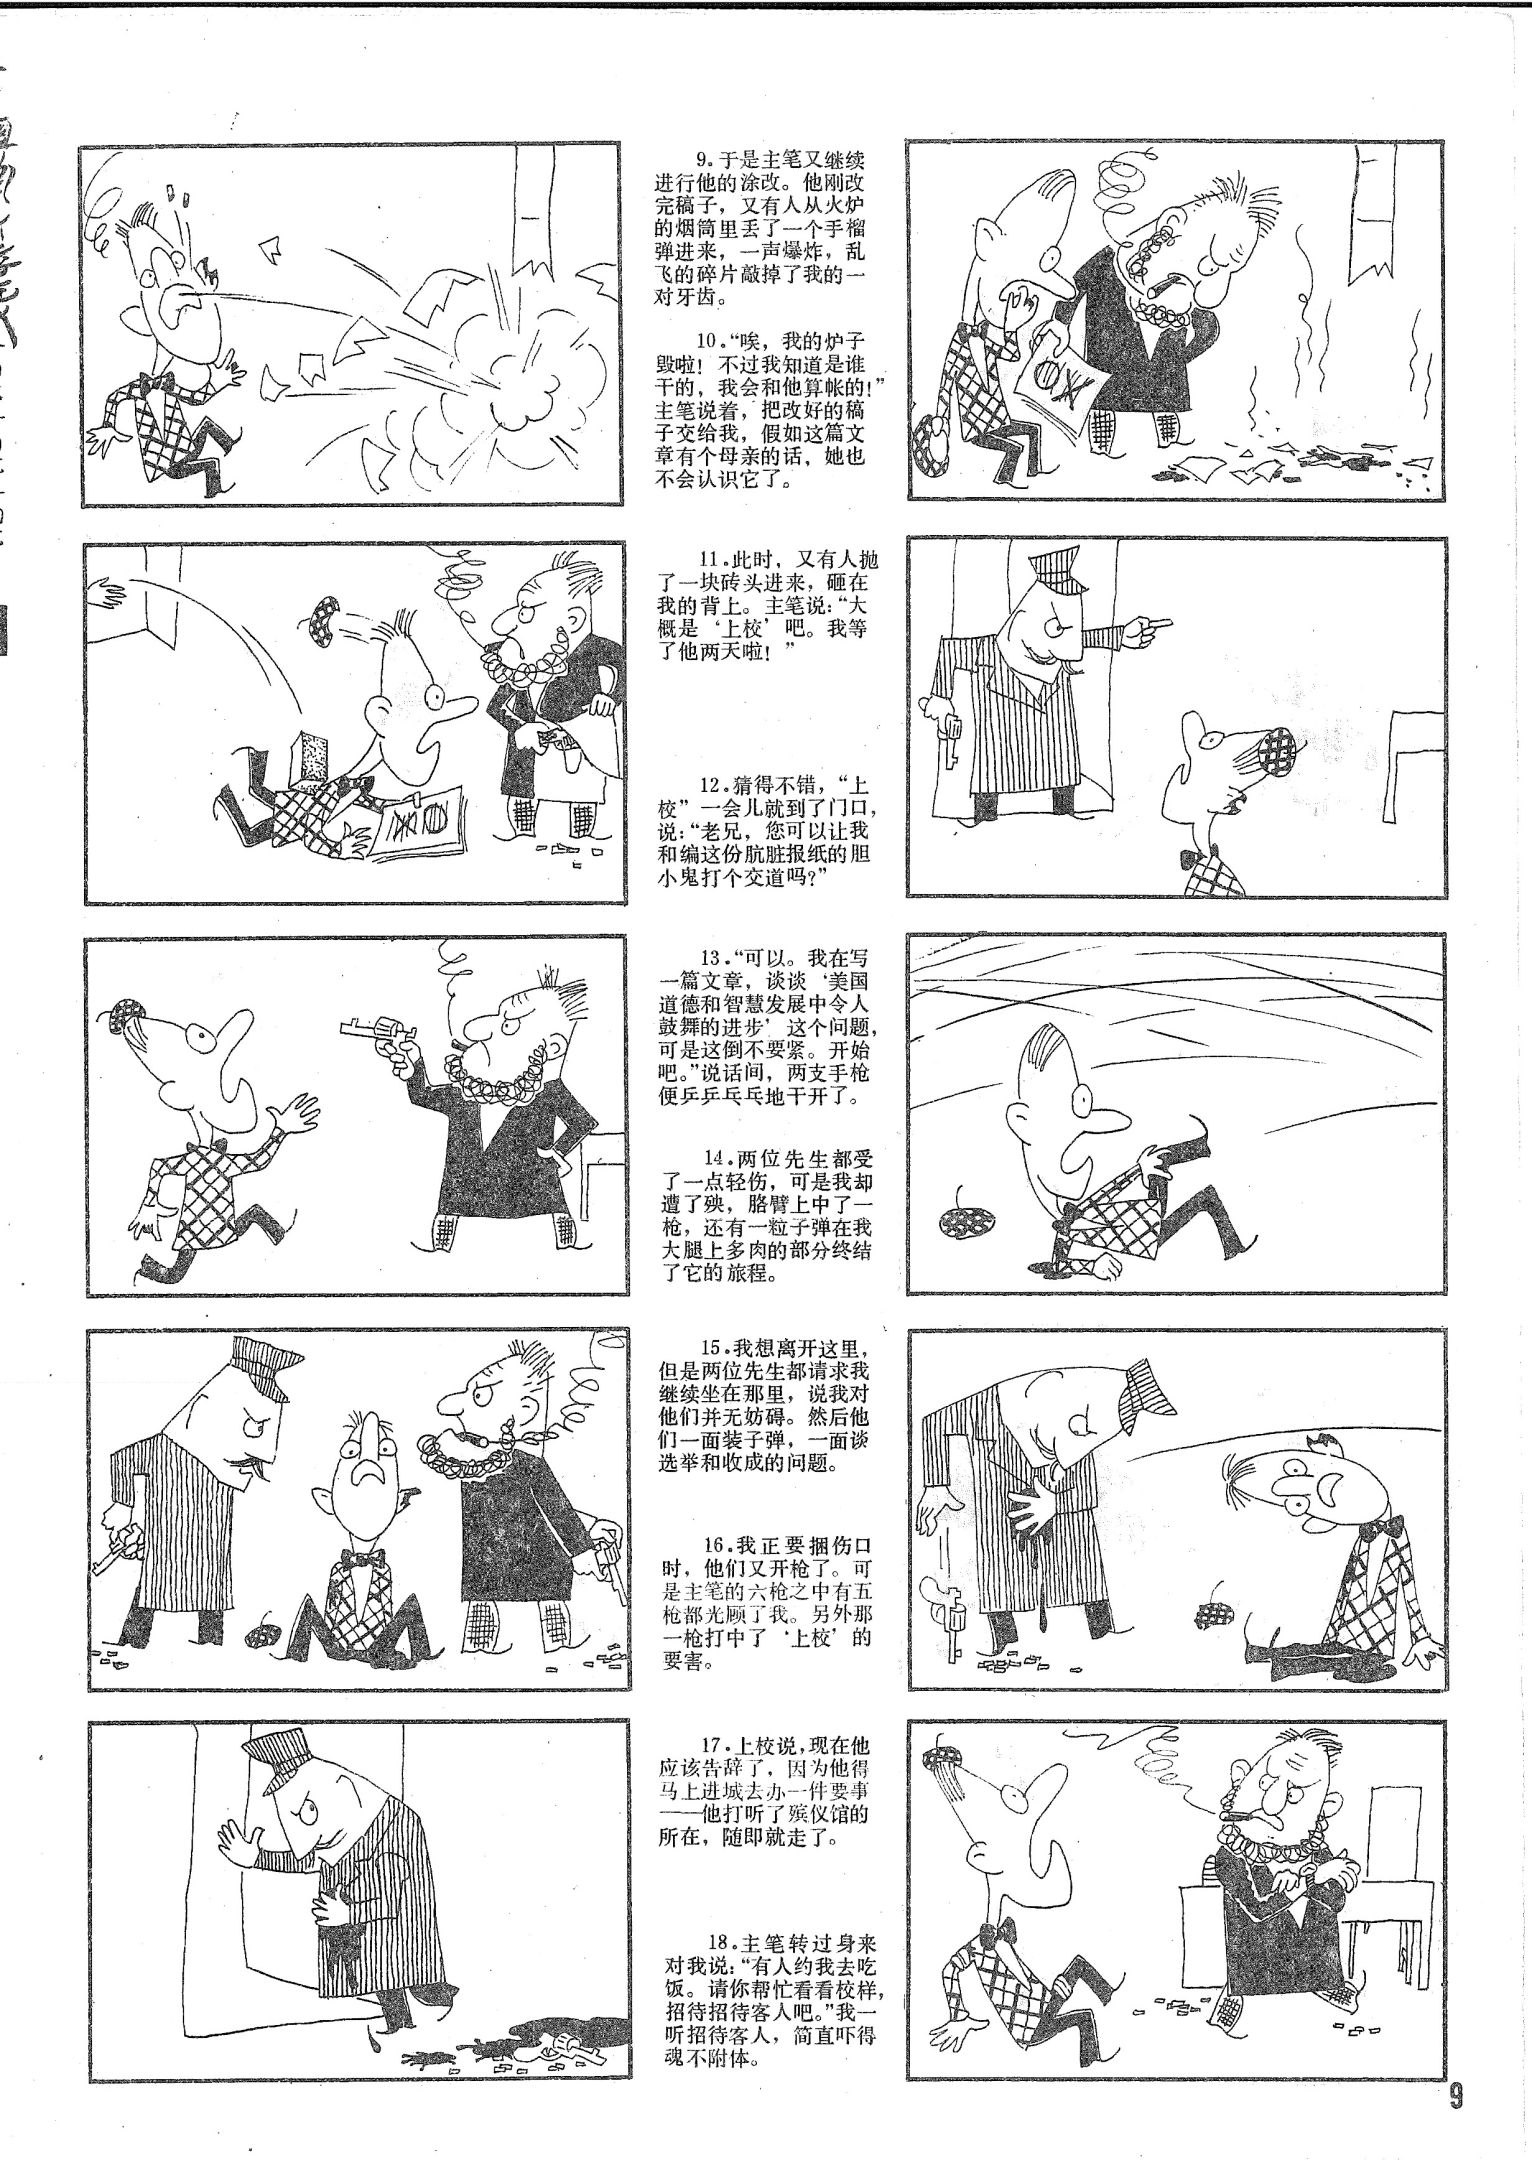 9.于是主笔又继续
进行他的涂改。他刚改
完稿子，又有人从火炉
的烟筒里丢了一个手榴
弹进来，一声爆炸，乱
飞的碎片敲掉了我的一
对牙齿。
10.“唉，我的炉子
毁啦！不过我知道是谁
干的，我会和他算帐的！”
主笔说着，把改好的稿
子交给我，假如这篇文
章有个母亲的话，她也
不会认识它了。
11.此时，又有人抛
了一块砖头进来，砸在
我的背上。主笔说：“大
概是‘上校’吧。我等
了他两天啦！”
12.猜得不错，“上
校”一会儿就到了门口，
说：“老兄，您可以让我
和编这份肮脏报纸的胆
小鬼打个交道吗？”
13.“可以。我在写
一篇文章，谈谈‘美国
道德和智慧发展中令人
鼓舞的进步’这个问题，
可是这倒不要紧。开始
吧。”说话间，两支手枪
便乒乒乓乓地干开了。
14.两位先生都受
了一点轻伤，可是我却
遭了殃，胳臂上中了一
枪，还有一粒子弹在我
大腿上多肉的部分终结
了它的旅程。
15.我想离开这里，
但是两位先生都请求我
继续坐在那里，说我对
他们并无妨碍。然后他
们一面装子弹，一面谈
选举和收成的问题。
16.我正要捆伤口
时，他们又开枪了。可
是主笔的六枪之中有五
枪都光顾了我。另外那
一枪打中了‘上校’的
要害。
17.上校说，现在他
应该告辞了，因为他得
马上进城去办一件要事
——他打听了殡仪馆的
所在，随即就走了。
18.主笔转过身来
对我说：“有人约我去吃
饭。请你帮忙看看校样，
招待招待客人吧。”我一
听招待客人，简直吓得
魂不附体。
9